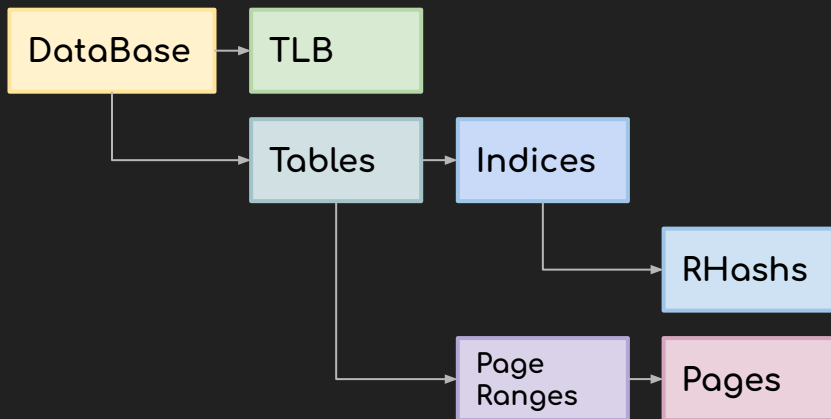 DataBase
TLB
Tables
Indices
RHashs
Page
Ranges
Pages